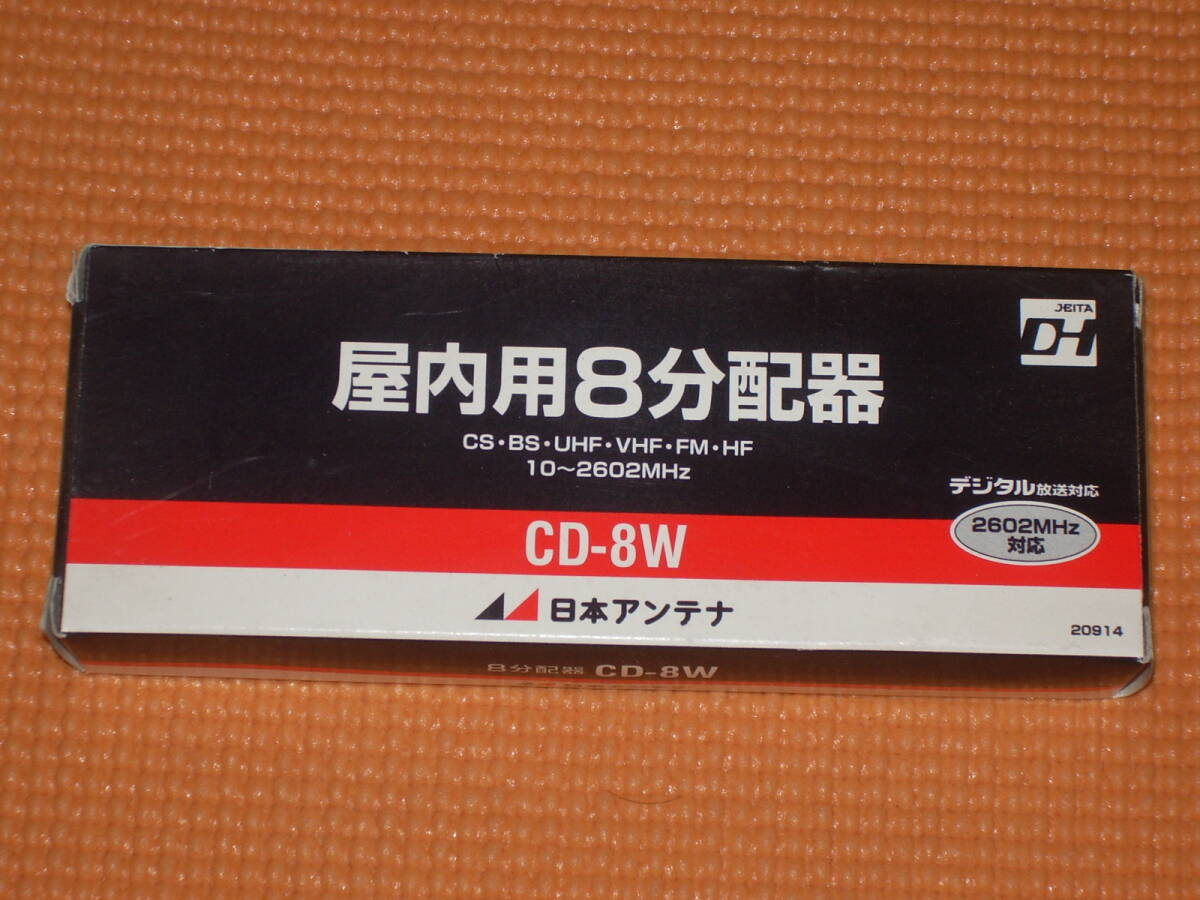 JEITA
DH
屋内用8分配器
CS・BS・UHF・VHF・FM・HF
10〜2602MHz
デジタル放送対応
2602MHz
対応
CD-8W
日本アンテナ
20914
8分配器 CD-8W